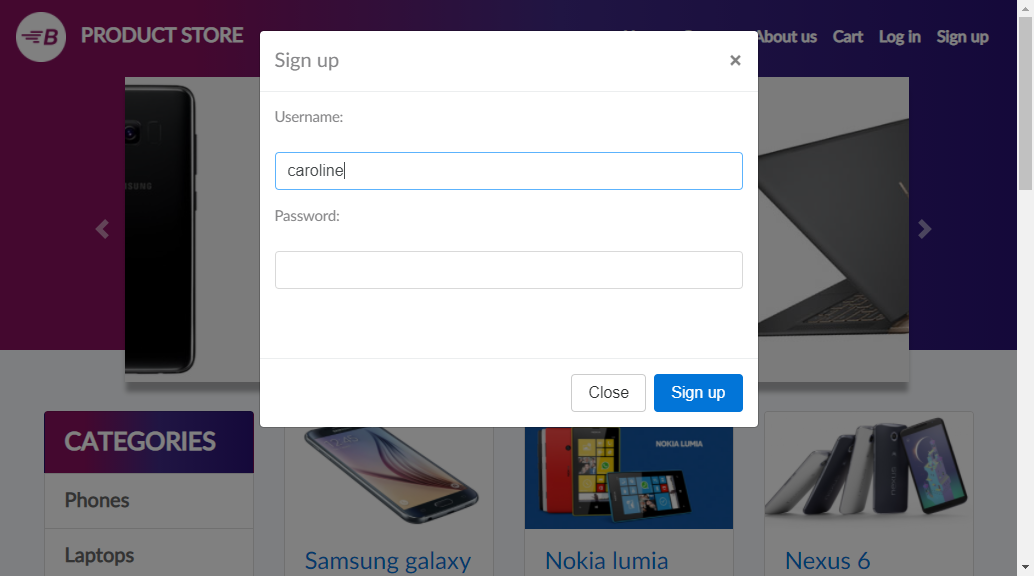 PRODUCT STORE
About us Cart Log in Sign up
Sign up
×
Username:
caroline
Password:
Close Sign up
SAMSUNG
CATEGORIES
Phones
Laptops
NOKIA LUMIA
Samsung galaxy
Nokia lumia
Nexus 6